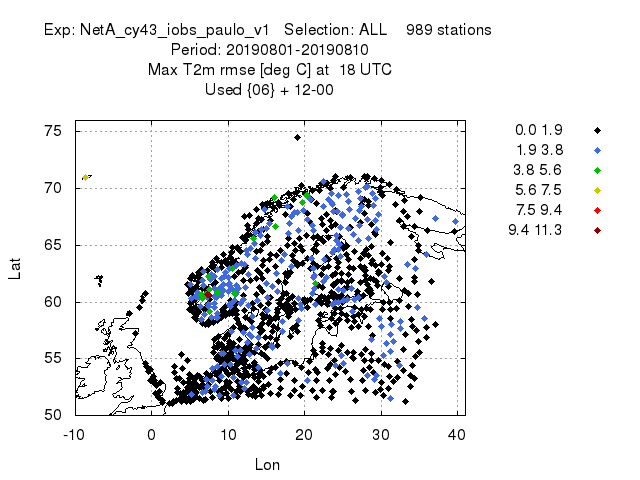 Exp: NetA_cy43_iobs_paulo_v1   Selection: ALL    989 stations
Period: 20190801-20190810
Max T2m rmse [deg C] at  18 UTC
Used {06} + 12-00
0.0 1.9
1.9 3.8
3.8 5.6
5.6 7.5
7.5 9.4
9.4 11.3
75
70
65
60
55
50
Lat
-10 0 10 20 30 40
Lon